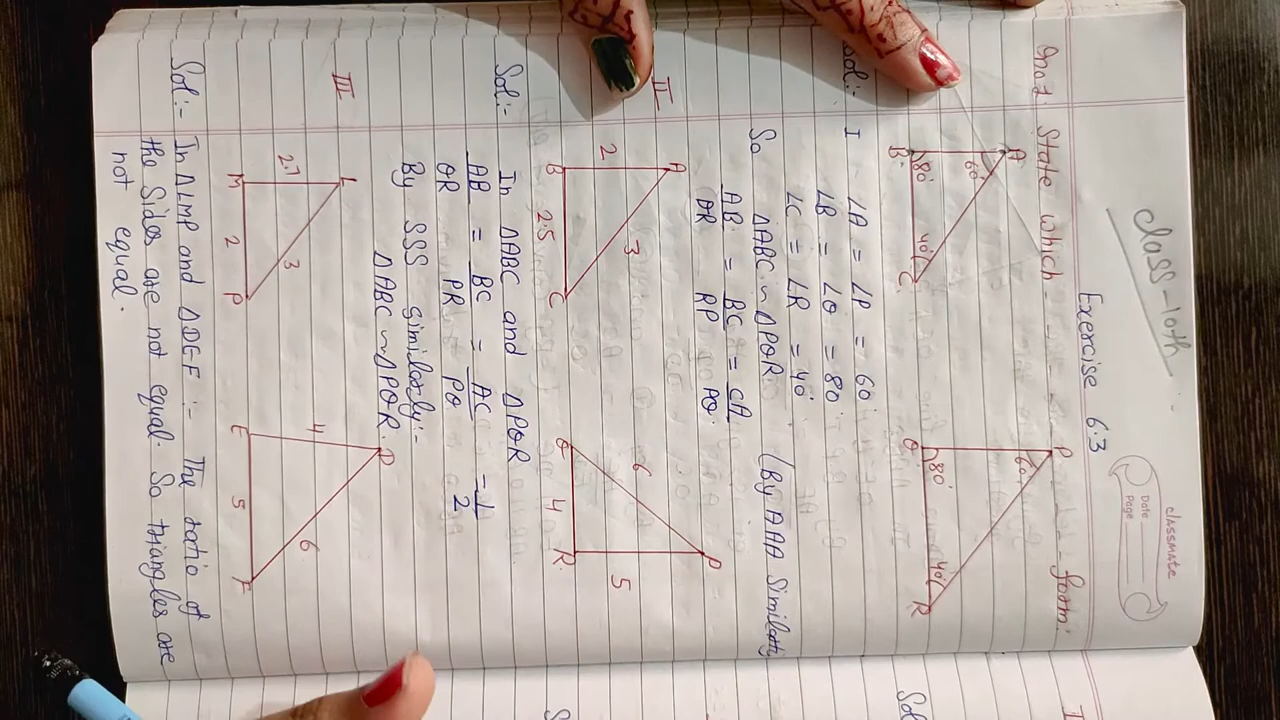 class - 10th
classmate
Date
Page
Exercise 6.3
State which - - - - - form:
A
60°
B
80°
40°
C
P
60°
Q
80°
40°
R
Sol:- I ∠A = ∠P = 60°
∠B = ∠Q = 80°
∠C = ∠R = 40°
So ΔABC ~ ΔPQR (By AAA Similarity
AB = BC = CA
QR RP PQ
II
A
2
3
B
2.5
C
Q
6
P
4
5
R
Sol:- In ΔABC and ΔPQR
AB = BC = AC = 1
QR PR PQ 2
By SSS similarly:-
ΔABC ~ ΔPQR.
III
L
2.7
3
M
2
P
D
4
6
E
5
F
Sol:- In ΔLMP and ΔDEF :- The ratio of
the Sides are not equal. So triangles are
not equal.
Sol
S